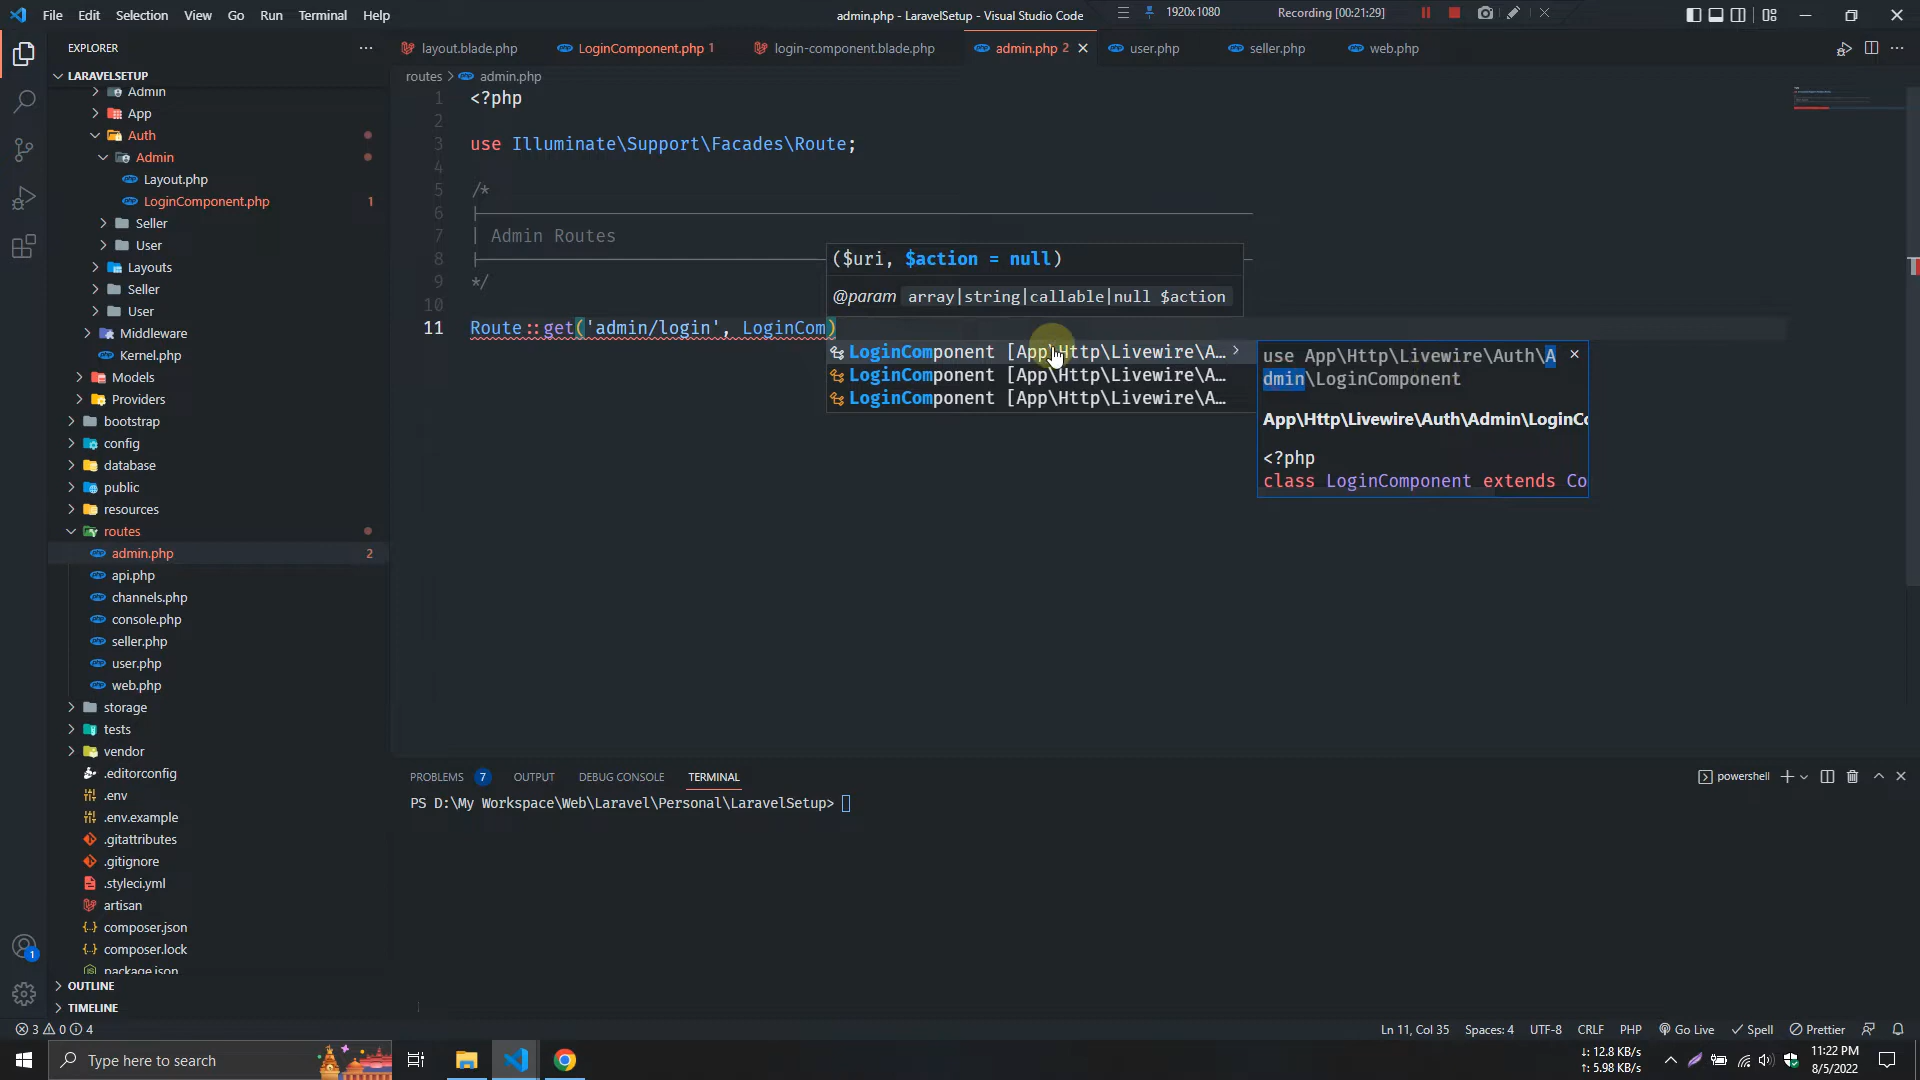 File Edit Selection View Go Run Terminal Help
admin.php - LaravelSetup - Visual Studio Code
1920x1080
Recording [00:21:29]
EXPLORER
layout.blade.php
LoginComponent.php 1
login-component.blade.php
admin.php 2
user.php
seller.php
web.php
LARAVELSETUP
Admin
App
Auth
Admin
Layout.php
LoginComponent.php 1
Seller
User
Layouts
Seller
User
Middleware
Kernel.php
Models
Providers
bootstrap
config
database
public
resources
routes
admin.php 2
api.php
channels.php
console.php
seller.php
user.php
web.php
storage
tests
vendor
.editorconfig
.env
.env.example
.gitattributes
.gitignore
.styleci.yml
artisan
composer.json
composer.lock
package.json
OUTLINE
TIMELINE
routes > admin.php
1 <?php
2
3 use Illuminate\Support\Facades\Route;
4
5 /*
6 |
7 | Admin Routes
8 |
9 */
10
11 Route::get('admin/login', LoginCom)
($uri, $action = null)
@param array|string|callable|null $action
LoginComponent [App\Http\Livewire\A...
LoginComponent [App\Http\Livewire\A...
LoginComponent [App\Http\Livewire\A...
use App\Http\Livewire\Auth\A
dmin\LoginComponent
App\Http\Livewire\Auth\Admin\LoginCo
<?php
class LoginComponent extends Co
PROBLEMS 7 OUTPUT DEBUG CONSOLE TERMINAL
powershell
PS D:\My Workspace\Web\Laravel\Personal\LaravelSetup>
1
3 0 4
Ln 11, Col 35 Spaces: 4 UTF-8 CRLF PHP Go Live Spell Prettier
Type here to search
↓: 12.8 KB/s
↑: 5.98 KB/s
11:22 PM
8/5/2022